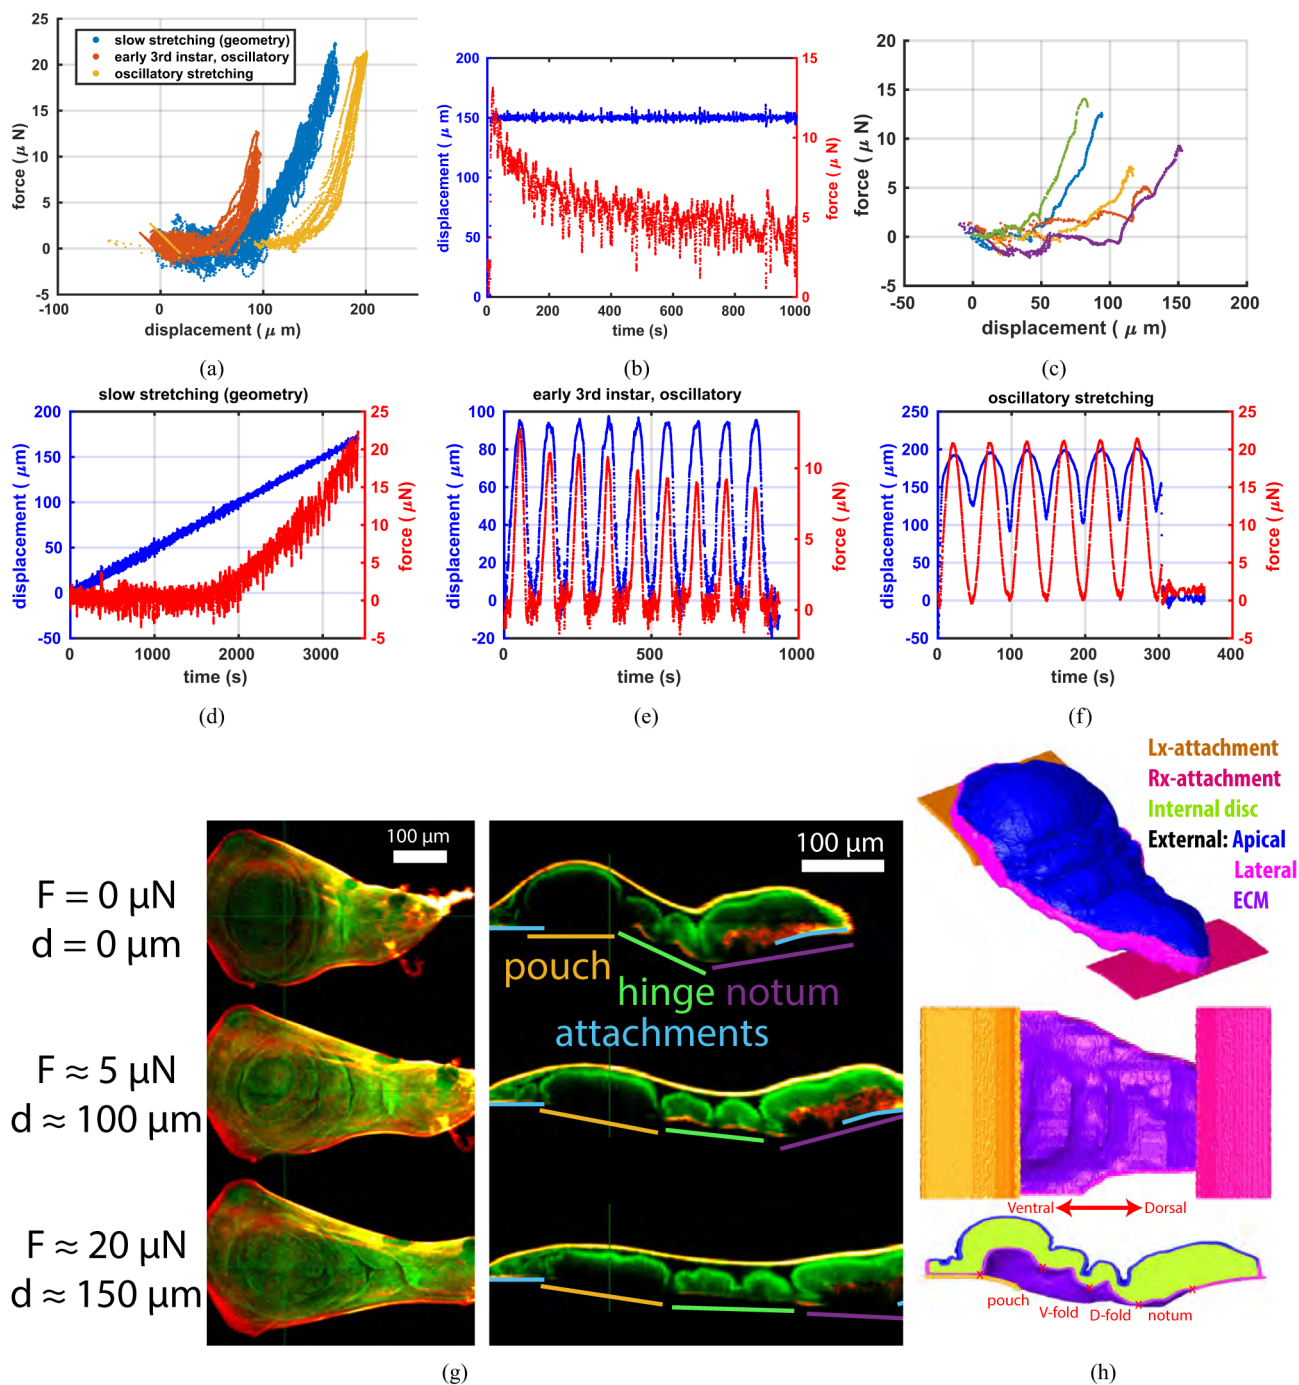 slow stretching (geometry)
early 3rd instar, oscillatory
oscillatory stretching
25
20
15
10
5
0
-5
force ( μ N)
-100
0
100
200
displacement ( μ m)
(a)
200
150
100
50
0
displacement ( μ m)
15
10
5
0
force ( μ N)
0
200
400
600
800
1000
time (s)
(b)
20
15
10
5
0
-5
force ( μ N)
-50
0
50
100
150
200
displacement ( μ m)
(c)
slow stretching (geometry)
200
150
100
50
0
-50
displacement (μm)
25
20
15
10
5
0
-5
force (μN)
0
1000
2000
3000
time (s)
(d)
early 3rd instar, oscillatory
100
80
60
40
20
0
-20
displacement (μm)
10
5
0
force (μN)
0
500
1000
time (s)
(e)
oscillatory stretching
250
200
150
100
50
0
-50
displacement (μm)
25
20
15
10
5
0
-5
force (μN)
0
100
200
300
400
time (s)
(f)
F = 0 μN
d = 0 μm
F ≈ 5 μN
d ≈ 100 μm
F ≈ 20 μN
d ≈ 150 μm
100 μm
100 μm
pouch
hinge
notum
attachments
(g)
Lx-attachment
Rx-attachment
Internal disc
External: Apical
Lateral
ECM
Ventral
Dorsal
pouch
V-fold
D-fold
notum
(h)